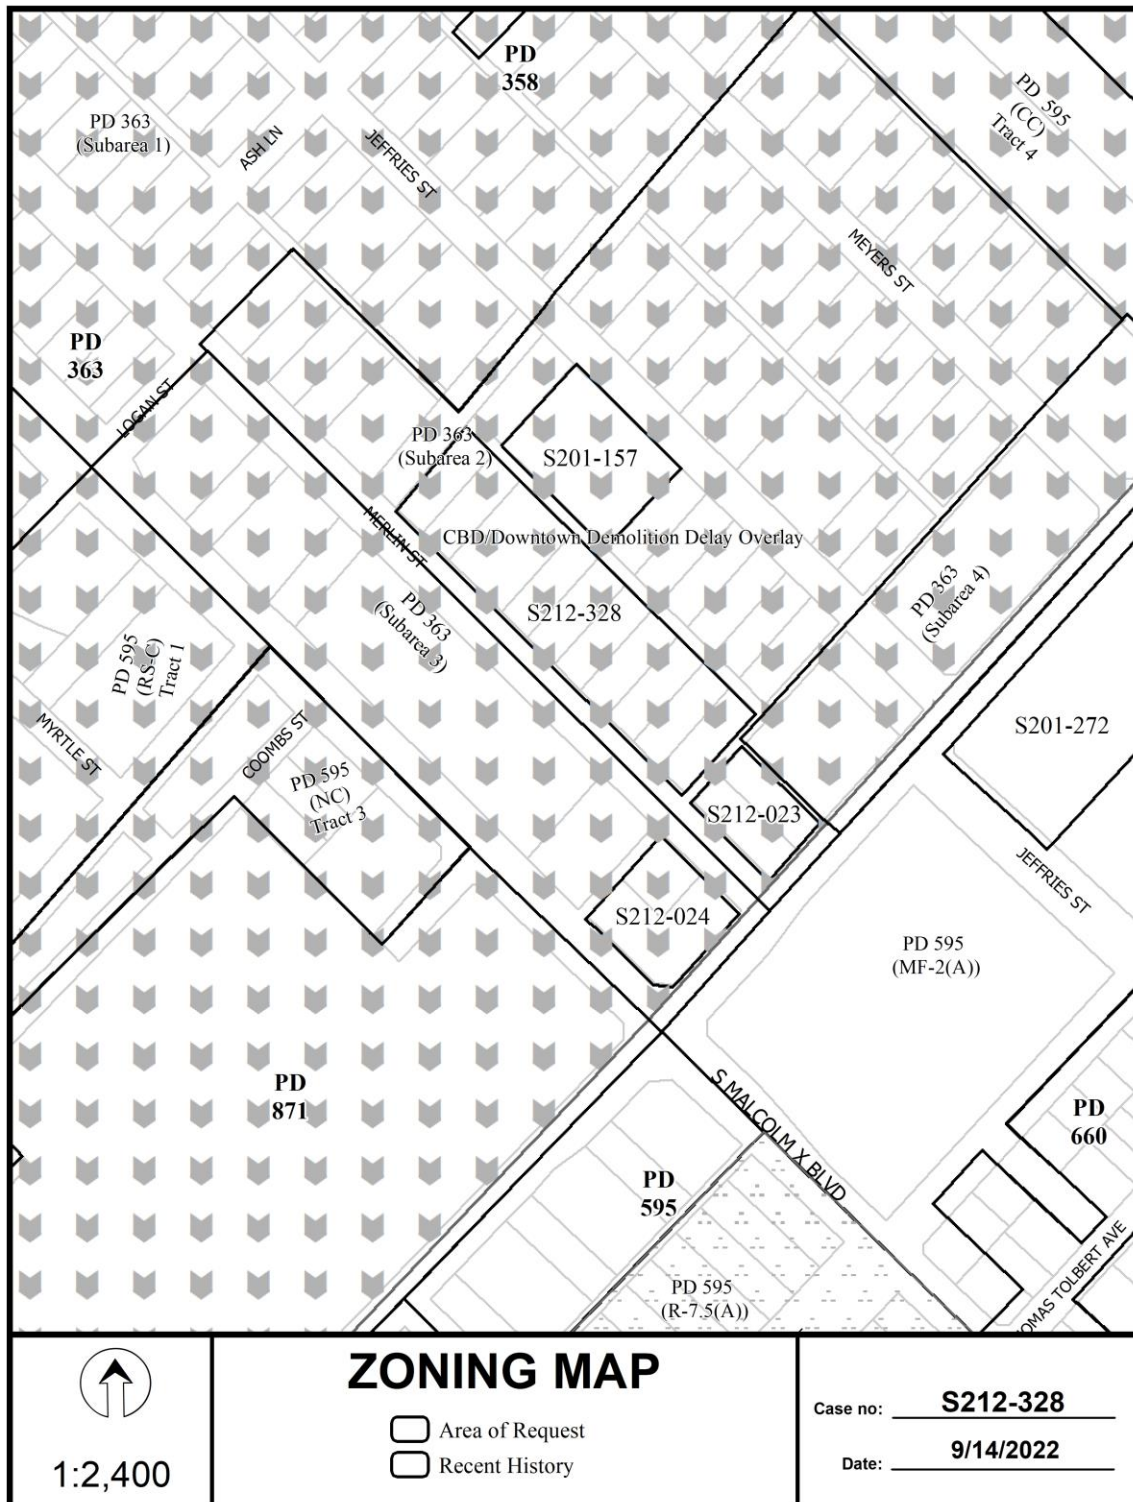 PD
358
PD 595
(CC)
Tract 4
PD 363
(Subarea 1)
ASH LN
JEFFRIES ST
MEYERS ST
PD
363
LOGAN ST
PD 363
(Subarea 2)
S201-157
MERLIN ST
CBD/Downtown Demolition Delay Overlay
S212-328
PD 363
(Subarea 3)
PD 363
(Subarea 4)
PD 595
(RS-C)
Tract 1
MYRTLE ST
COOMBS ST
PD 595
(NC)
Tract 3
S201-272
S212-023
JEFFRIES ST
S212-024
PD 595
(MF-2(A))
PD
871
S MALCOLM X BLVD
PD
660
PD
595
PD 595
(R-7.5(A))
OMAS TOLBERT AVE
1:2,400
ZONING MAP
Area of Request
Recent History
Case no: S212-328
Date: 9/14/2022